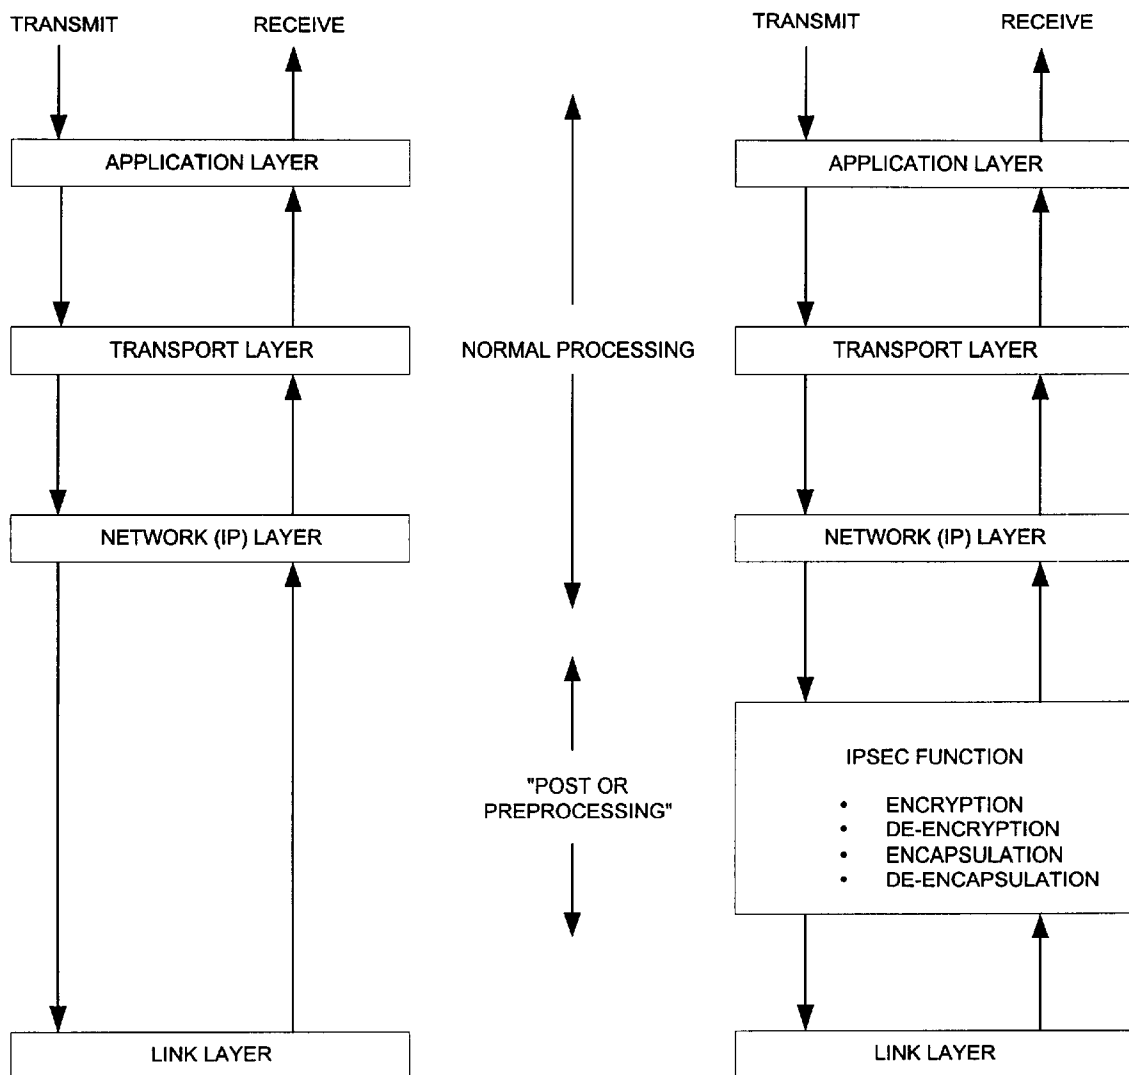 TRANSMIT
RECEIVE
TRANSMIT
RECEIVE
APPLICATION LAYER
APPLICATION LAYER
TRANSPORT LAYER
NORMAL PROCESSING
TRANSPORT LAYER
NETWORK (IP) LAYER
NETWORK (IP) LAYER
"POST OR
PREPROCESSING"
IPSEC FUNCTION
• ENCRYPTION
• DE-ENCRYPTION
• ENCAPSULATION
• DE-ENCAPSULATION
LINK LAYER
LINK LAYER